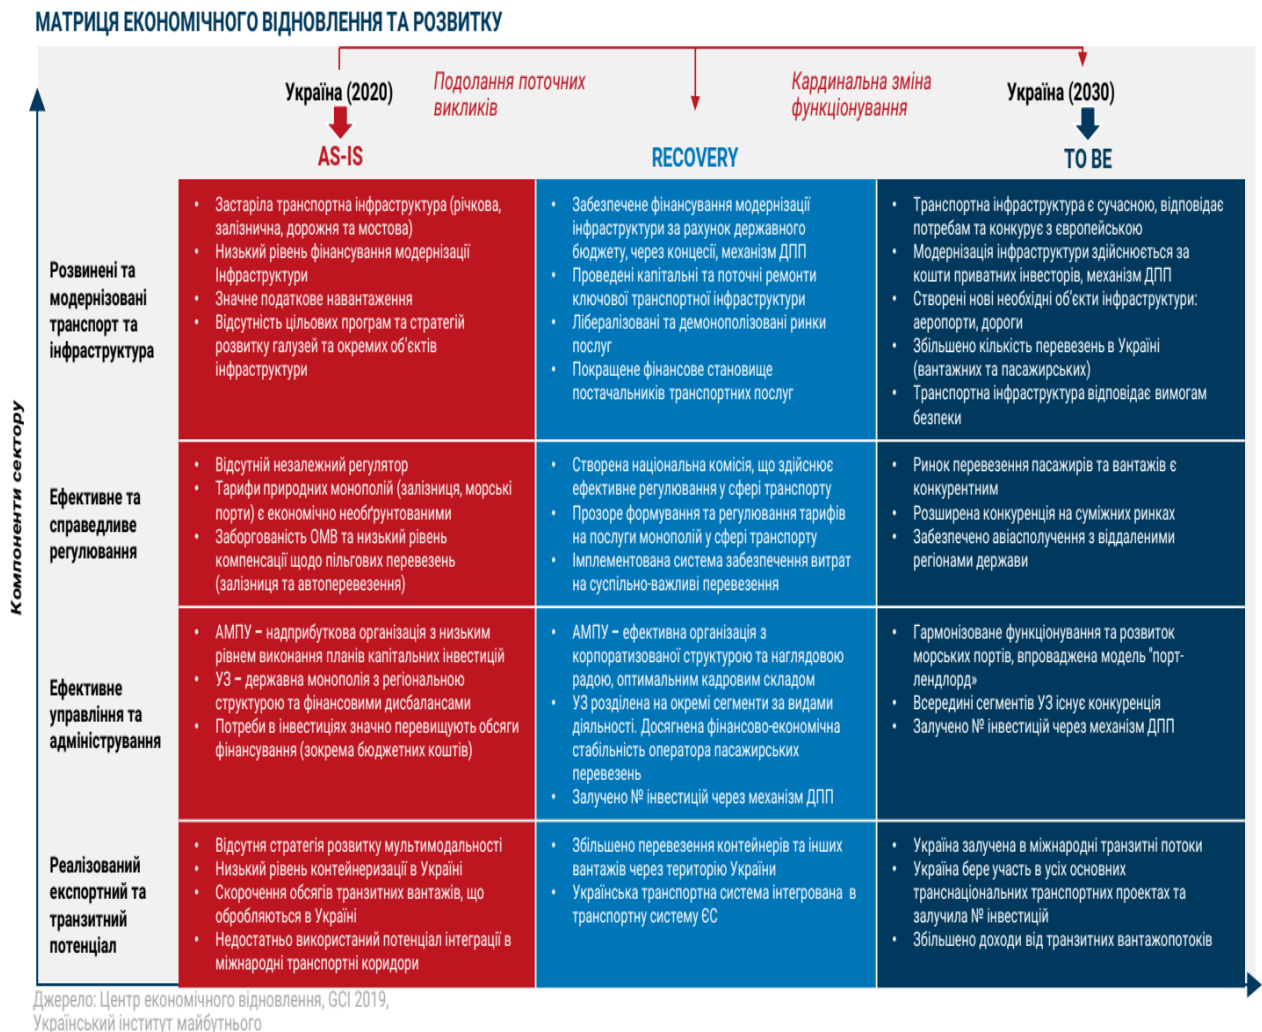 МАТРИЦЯ ЕКОНОМІЧНОГО ВІДНОВЛЕННЯ ТА РОЗВИТКУ
Україна (2020)
Подолання поточних
викликів
Кардинальна зміна
функціонування
Україна (2030)
AS-IS
RECOVERY
TO BE
Компоненти сектору
Розвинені та
модернізовані
транспорт та
інфраструктура
• Застаріла транспортна інфраструктура (річкова,
залізнична, дорожня та мостова)
• Низький рівень фінансування модернізації
Інфраструктури
• Значне податкове навантаження
• Відсутність цільових програм та стратегій
розвитку галузей та окремих об’єктів
інфраструктури
• Забезпечене фінансування модернізації
інфраструктури за рахунок державного
бюджету, через концесії, механізм ДПП
• Проведені капітальні та поточні ремонти
ключової транспортної інфраструктури
• Лібералізовані та демонополізовані ринки
послуг
• Покращене фінансове становище
постачальників транспортних послуг
• Транспортна інфраструктура є сучасною, відповідає
потребам та конкурує з європейською
• Модернізація інфраструктури здійснюється за
кошти приватних інвесторів, механізм ДПП
• Створені нові необхідні об’єкти інфраструктури:
аеропорти, дороги
• Збільшено кількість перевезень в Україні
(вантажних та пасажирських)
• Транспортна інфраструктура відповідає вимогам
безпеки
Ефективне та
справедливе
регулювання
• Відсутній незалежний регулятор
• Тарифи природних монополій (залізниця, морські
порти) є економічно необґрунтованими
• Заборгованість ОМВ та низький рівень
компенсації щодо пільгових перевезень
(залізниця та автоперевезення)
• Створена національна комісія, що здійснює
ефективне регулювання у сфері транспорту
• Прозоре формування та регулювання тарифів
на послуги монополій у сфері транспорту
• Імплементована система забезпечення витрат
на суспільно-важливі перевезення
• Ринок перевезення пасажирів та вантажів є
конкурентним
• Розширена конкуренція на суміжних ринках
• Забезпечено авіасполучення з віддаленими
регіонами держави
Ефективне
управління та
адміністрування
• АМПУ – надприбуткова організація з низьким
рівнем виконання планів капітальних інвестицій
• УЗ – державна монополія з регіональною
структурою та фінансовими дисбалансами
• Потреби в інвестиціях значно перевищують обсяги
фінансування (зокрема бюджетних коштів)
• АМПУ – ефективна організація з
корпоратизованої структурою та наглядовою
радою, оптимальним кадровим складом
• УЗ розділена на окремі сегменти за видами
діяльності. Досягнена фінансово-економічна
стабільність оператора пасажирських
перевезень
• Залучено № інвестицій через механізм ДПП
• Гармонізоване функціонування та розвиток
морських портів, впроваджена модель "порт-
лендлорд»
• Всередині сегментів УЗ існує конкуренція
• Залучено № інвестицій через механізм ДПП
Реалізований
експортний та
транзитний
потенціал
• Відсутня стратегія розвитку мультимодальності
• Низький рівень контейнеризації в Україні
• Скорочення обсягів транзитних вантажів, що
обробляються в Україні
• Недостатньо використаний потенціал інтеграції в
міжнародні транспортні коридори
• Збільшено перевезення контейнерів та інших
вантажів через територію України
• Українська транспортна система інтегрована в
транспортну систему ЄС
• Україна залучена в міжнародні транзитні потоки
• Україна бере участь в усіх основних
транснаціональних транспортних проектах та
залучила № інвестицій
• Збільшено доходи від транзитних вантажопотоків
Джерело: Центр економічного відновлення, GCI 2019,
Український інститут майбутнього